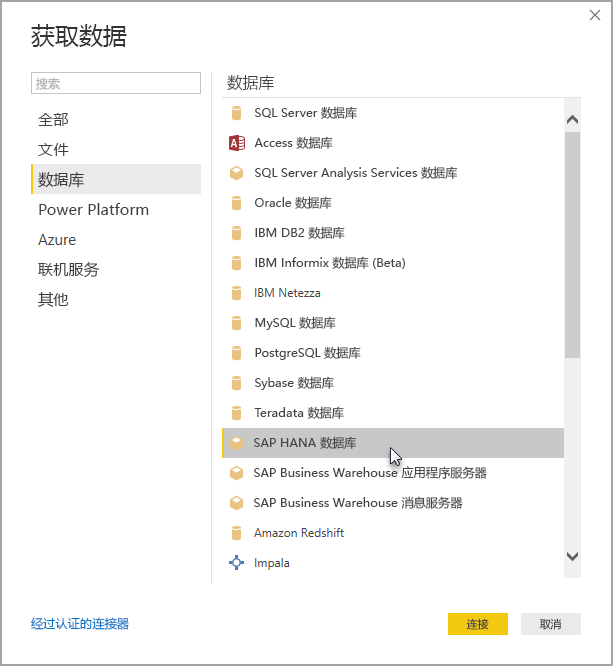 获取数据
搜索
全部
文件
数据库
Power Platform
Azure
联机服务
其他
数据库
SQL Server 数据库
Access 数据库
SQL Server Analysis Services 数据库
Oracle 数据库
IBM DB2 数据库
IBM Informix 数据库 (Beta)
IBM Netezza
MySQL 数据库
PostgreSQL 数据库
Sybase 数据库
Teradata 数据库
SAP HANA 数据库
SAP Business Warehouse 应用程序服务器
SAP Business Warehouse 消息服务器
Amazon Redshift
Impala
经过认证的连接器
连接
取消